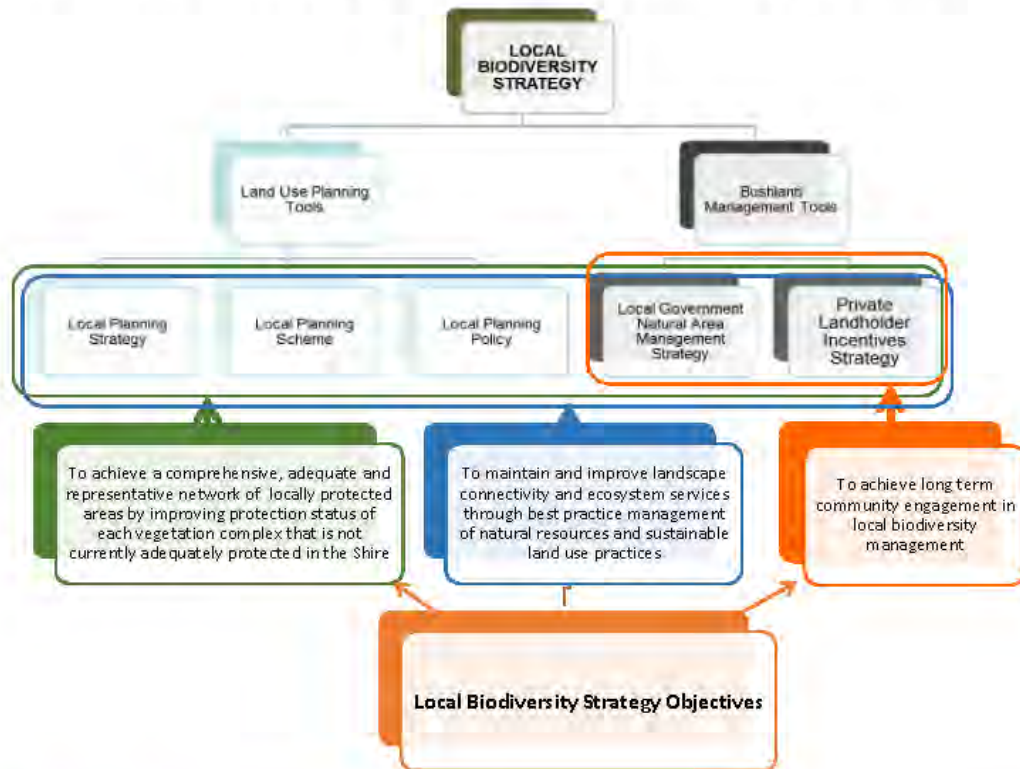 LOCAL
BIODIVERSITY
STRATEGY
Land Use Planning
Tools
Bushland
Management Tools
Local Planning
Strategy
Local Planning
Scheme
Local Planning
Policy
Local Government
Natural Area
Management
Strategy
Private
Landholder
Incentives
Strategy
To achieve a comprehensive, adequate and
representative network of locally protected
areas by improving protection status of
each vegetation complex that is not
currently adequately protected in the Shire
To maintain and improve landscape
connectivity and ecosystem services
through best practice management
of natural resources and sustainable
land use practices
To achieve long term
community engagement in
local biodiversity
management
Local Biodiversity Strategy Objectives